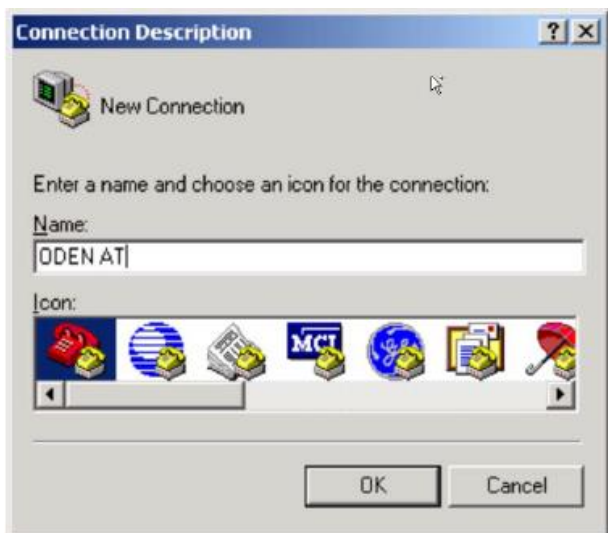 Connection Description
New Connection
Enter a name and choose an icon for the connection:
Name:
ODEN AT
Icon:
MCI
OK Cancel